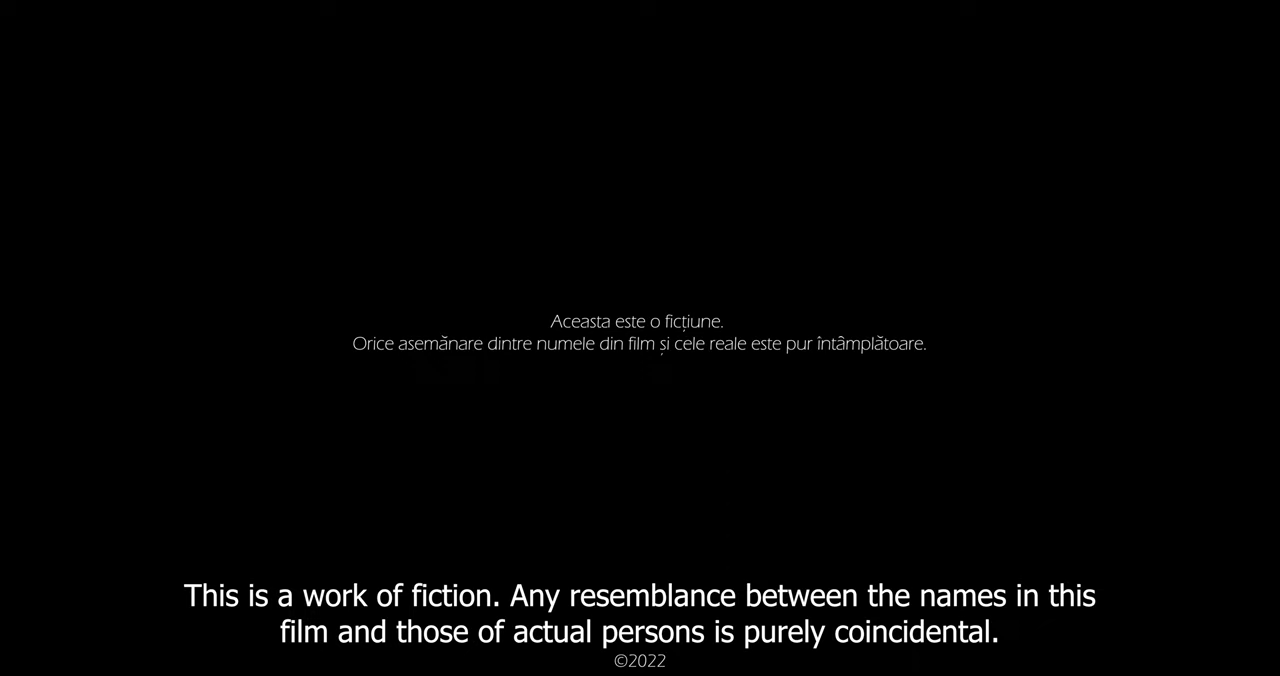 Aceasta este o ficțiune.
Orice asemănare dintre numele din film și cele reale este pur întâmplătoare.
This is a work of fiction. Any resemblance between the names in this
film and those of actual persons is purely coincidental.
©2022